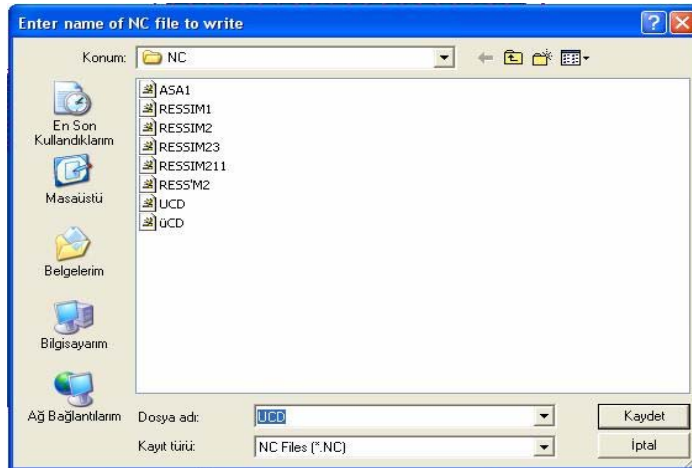 Enter name of NC file to write
Konum: NC
ASA1
RESSIM1
RESSIM2
RESSIM23
RESSIM211
RESS'M2
UCD
üCD
En Son
Kullandıklarım
Masaüstü
Belgelerim
Bilgisayarım
Ağ Bağlantılarım
Dosya adı: UCD Kaydet
Kayıt türü: NC Files (*.NC) İptal